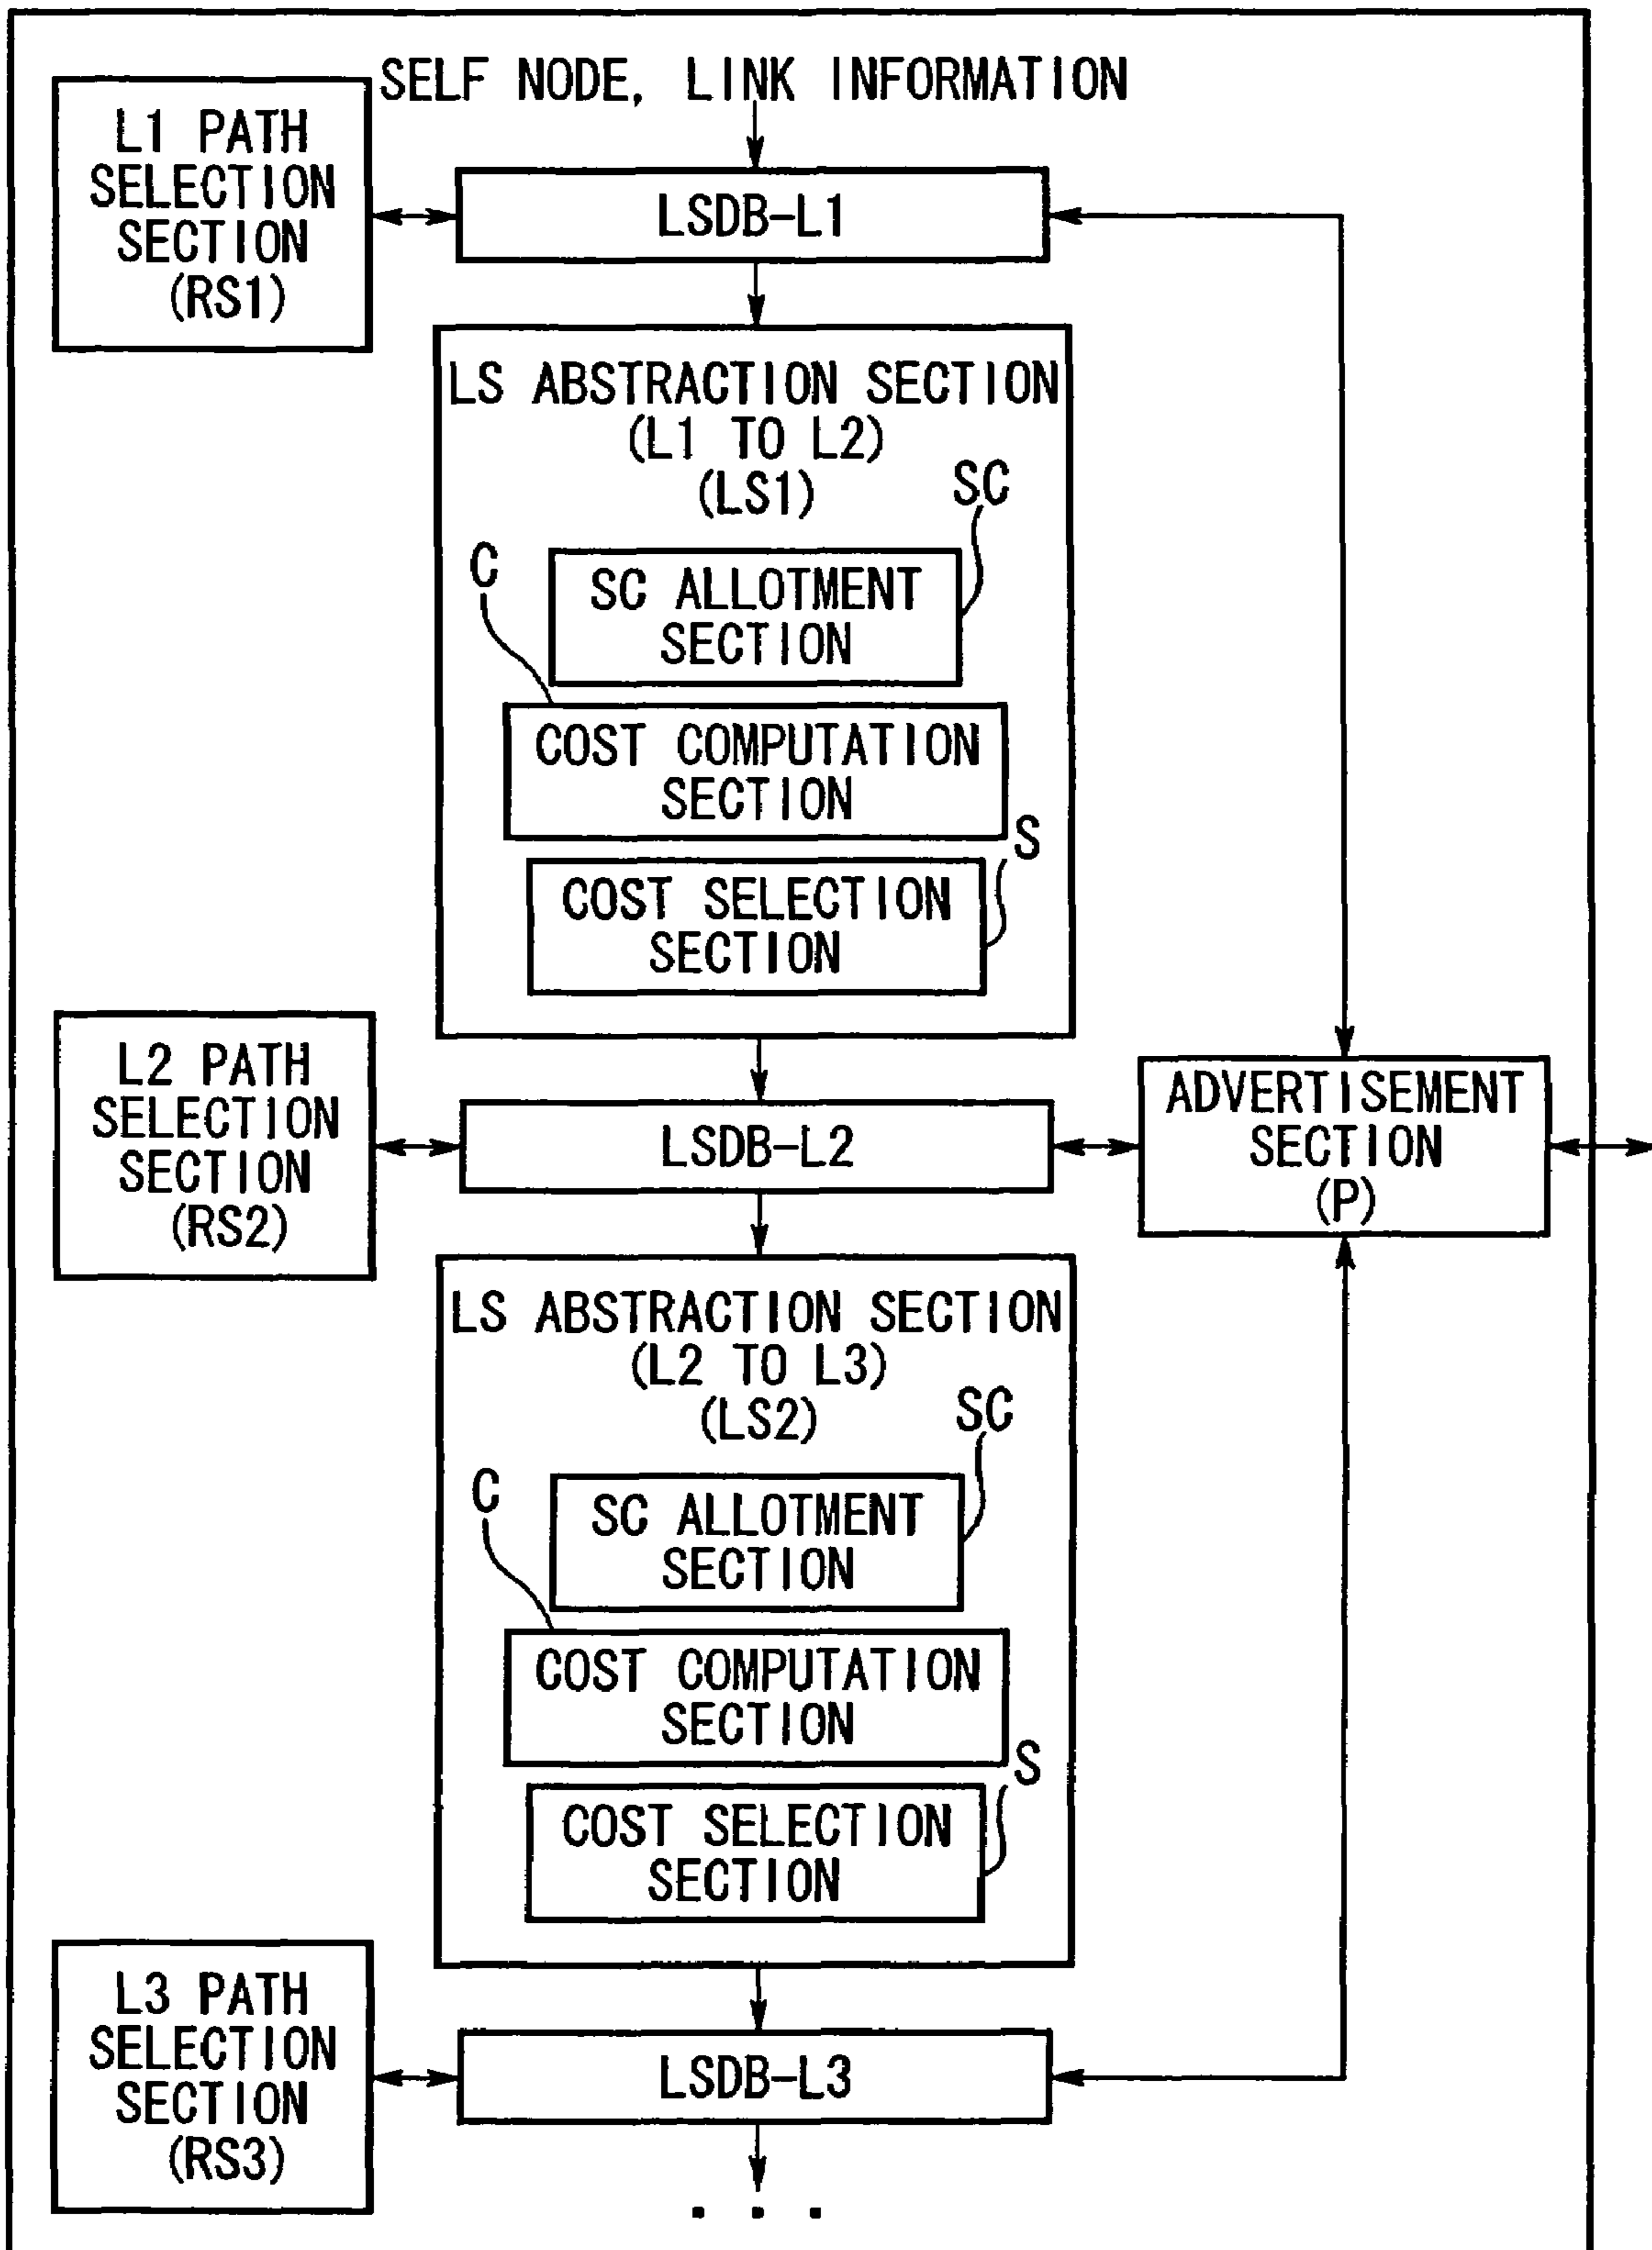 SELF NODE, LINK INFORMATION
L1 PATH
SELECTION
SECTION
(RS1)
LSDB-L1
LS ABSTRACTION SECTION
(L1 TO L2)
(LS1)
SC
C
SC ALLOTMENT
SECTION
COST COMPUTATION
SECTION
S
COST SELECTION
SECTION
L2 PATH
SELECTION
SECTION
(RS2)
LSDB-L2
ADVERTISEMENT
SECTION
(P)
LS ABSTRACTION SECTION
(L2 TO L3)
(LS2)
SC
C
SC ALLOTMENT
SECTION
COST COMPUTATION
SECTION
S
COST SELECTION
SECTION
L3 PATH
SELECTION
SECTION
(RS3)
LSDB-L3
. . .